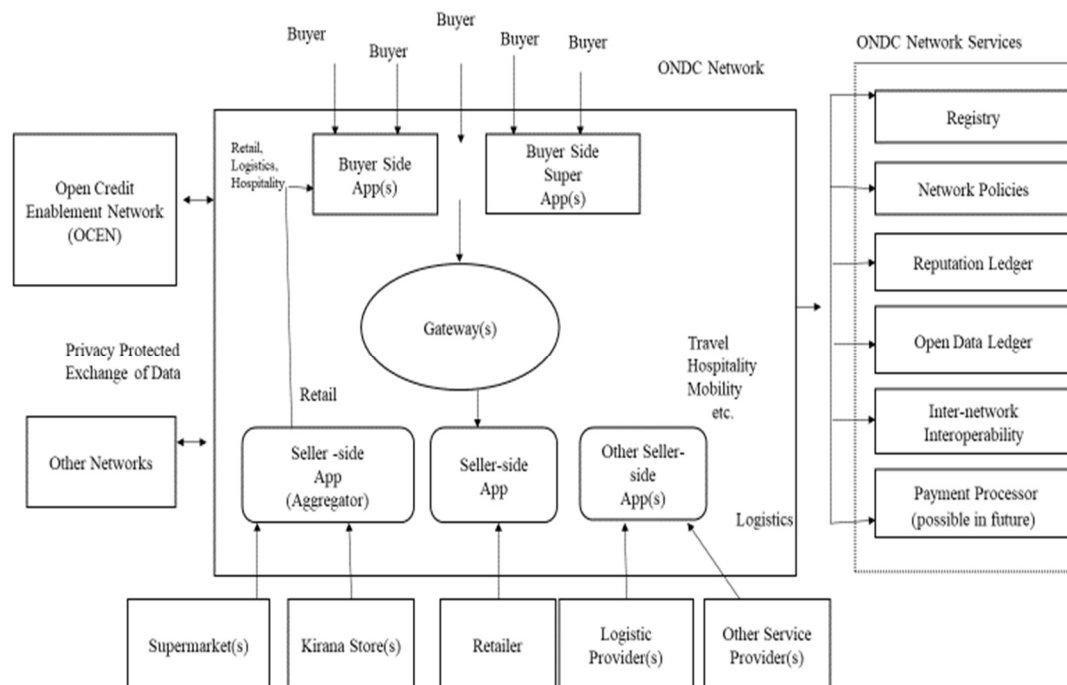 Buyer
Buyer
Buyer
Buyer
Buyer
ONDC Network
ONDC Network Services
Open Credit
Enablement Network
(OCEN)
Retail,
Logistics,
Hospitality
Buyer Side
App(s)
Buyer Side
Super
App(s)
Registry
Network Policies
Reputation Ledger
Open Data Ledger
Inter-network
Interoperability
Payment Processor
(possible in future)
Gateway(s)
Privacy Protected
Exchange of Data
Travel
Hospitality
Mobility
etc.
Retail
Other Networks
Seller -side
App
(Aggregator)
Seller-side
App
Other Seller-
side
App(s)
Logistics
Supermarket(s)
Kirana Store(s)
Retailer
Logistic
Provider(s)
Other Service
Provider(s)